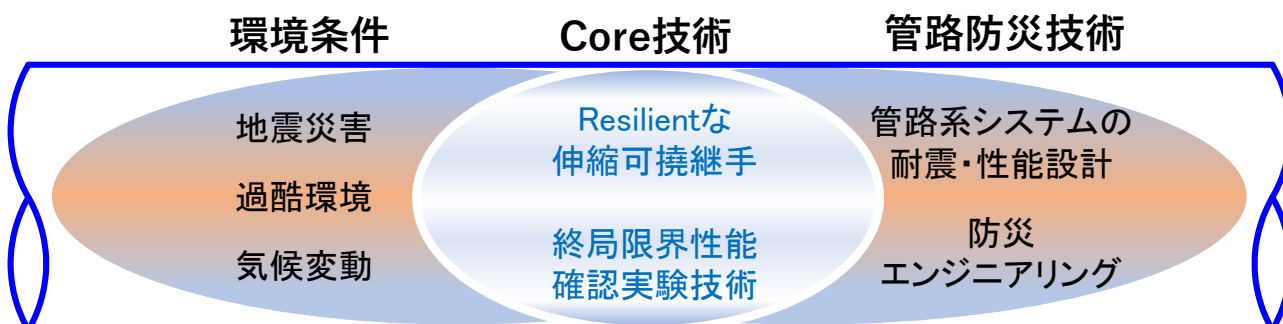 環境条件
Core技術
管路防災技術
地震災害
過酷環境
気候変動
Resilientな
伸縮可撓継手
終局限界性能
確認実験技術
管路系システムの
耐震・性能設計
防災
エンジニアリング